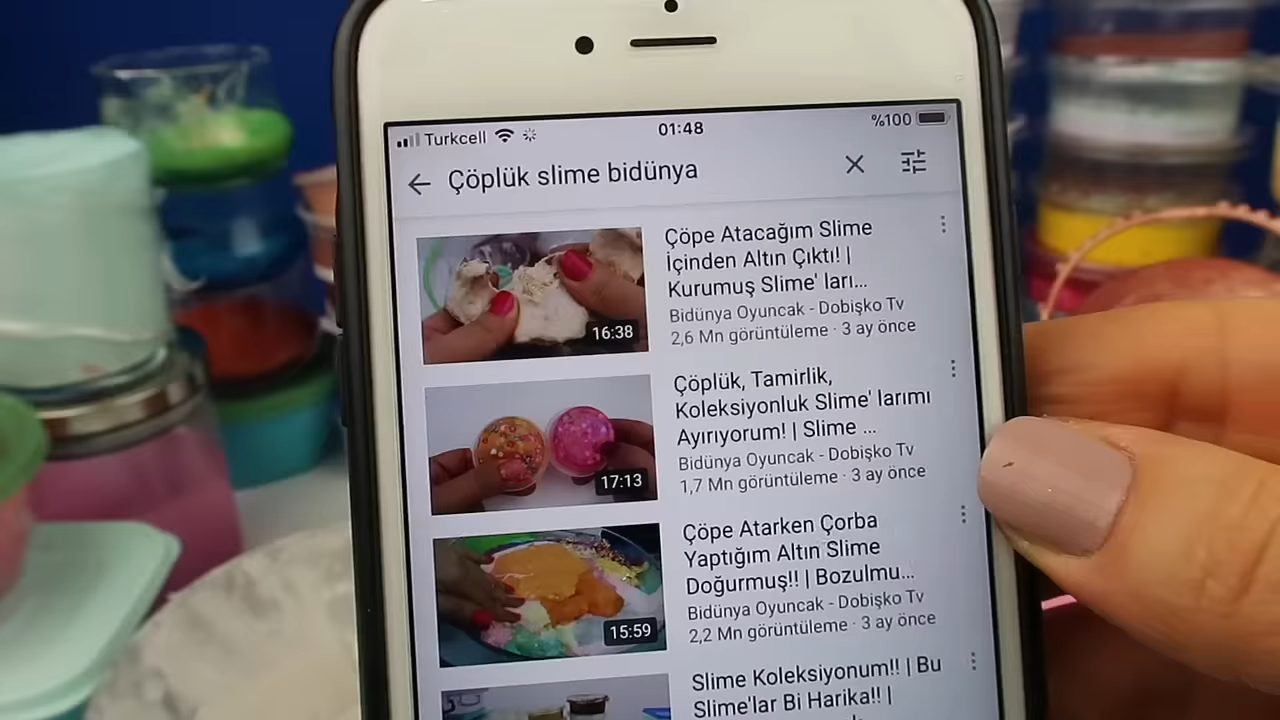 Turkcell 01:48 %100
Çöplük slime bidünya
Çöpe Atacağım Slime
İçinden Altın Çıktı! |
Kurumuş Slime' ları...
Bidünya Oyuncak - Dobişko Tv
2,6 Mn görüntüleme · 3 ay önce
16:38
Çöplük, Tamirlik,
Koleksiyonluk Slime' larımı
Ayırıyorum! | Slime ...
Bidünya Oyuncak - Dobişko Tv
1,7 Mn görüntüleme · 3 ay önce
17:13
Çöpe Atarken Çorba
Yaptığım Altın Slime
Doğurmuş!! | Bozulmu...
Bidünya Oyuncak - Dobişko Tv
2,2 Mn görüntüleme · 3 ay önce
15:59
Slime Koleksiyonum!! | Bu
Slime'lar Bi Harika!! |